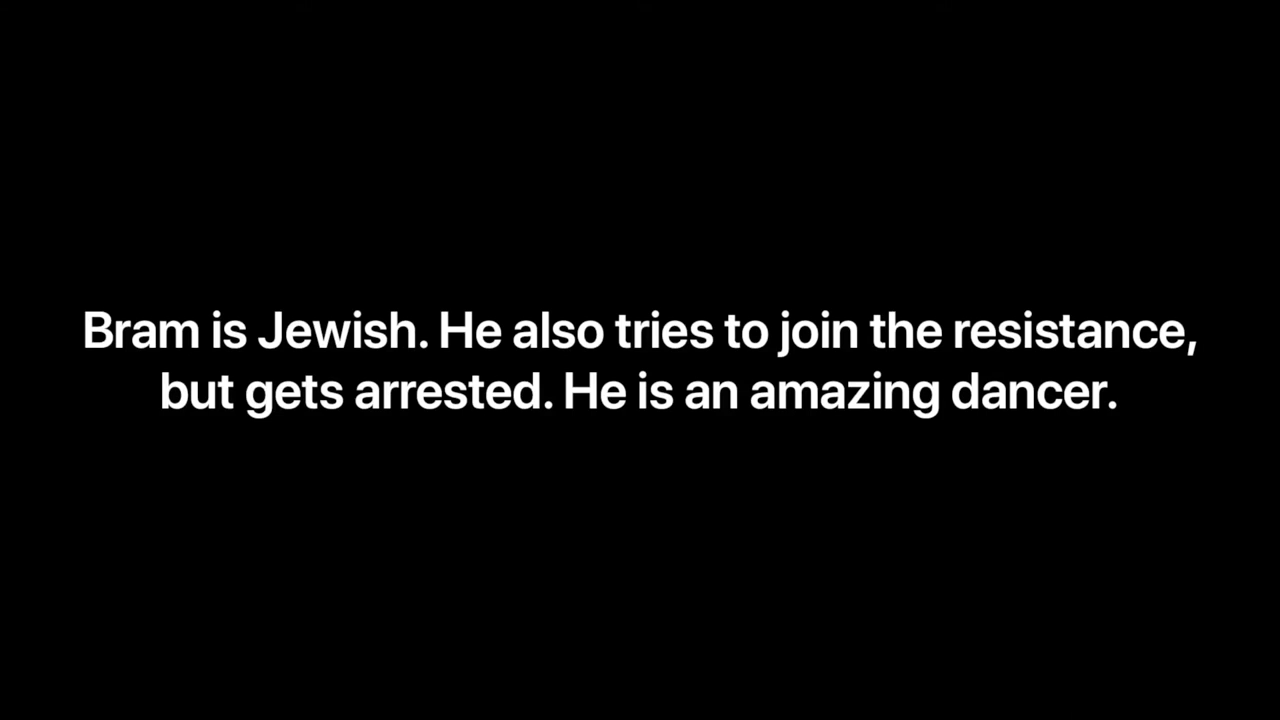 Bram is Jewish. He also tries to join the resistance,
but gets arrested. He is an amazing dancer.